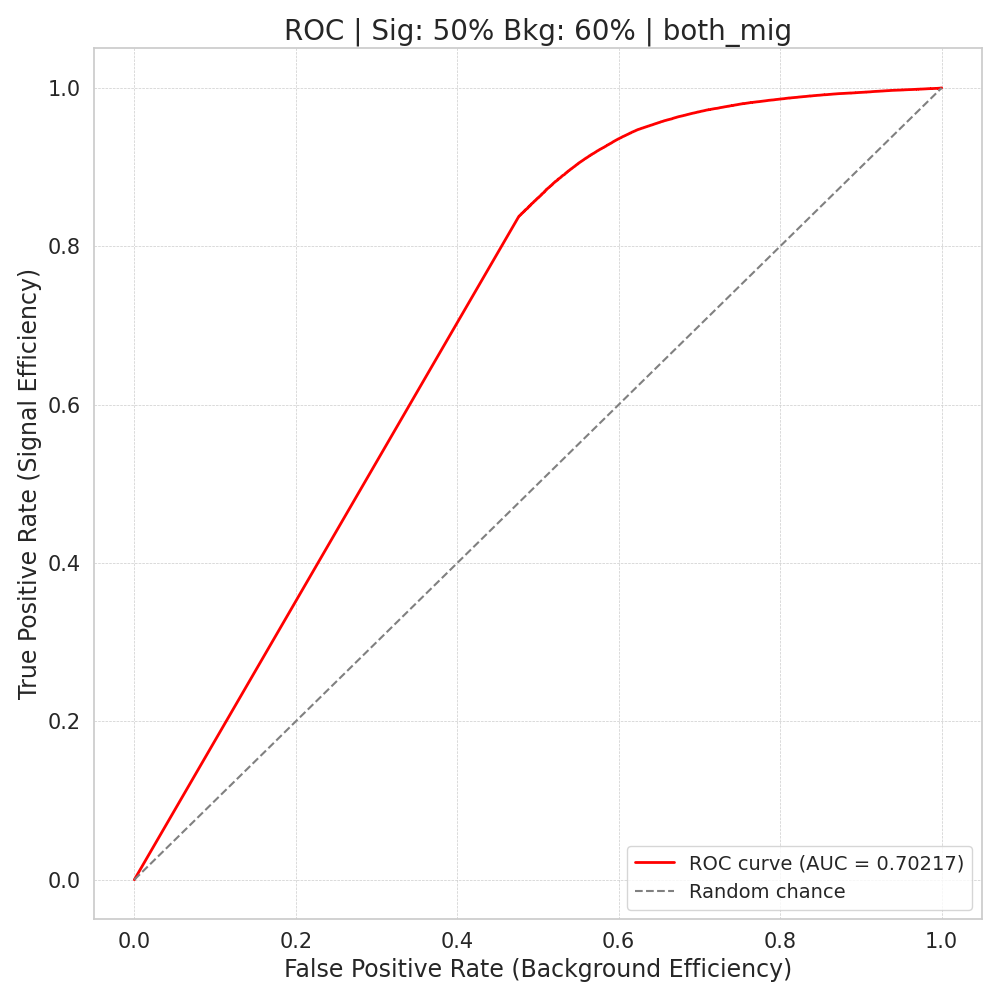 ROC | Sig: 50% Bkg: 60% | both_mig
True Positive Rate (Signal Efficiency)
1.0
0.8
0.6
0.4
0.2
0.0
ROC curve (AUC = 0.70217)
Random chance
0.0 0.2 0.4 0.6 0.8 1.0
False Positive Rate (Background Efficiency)